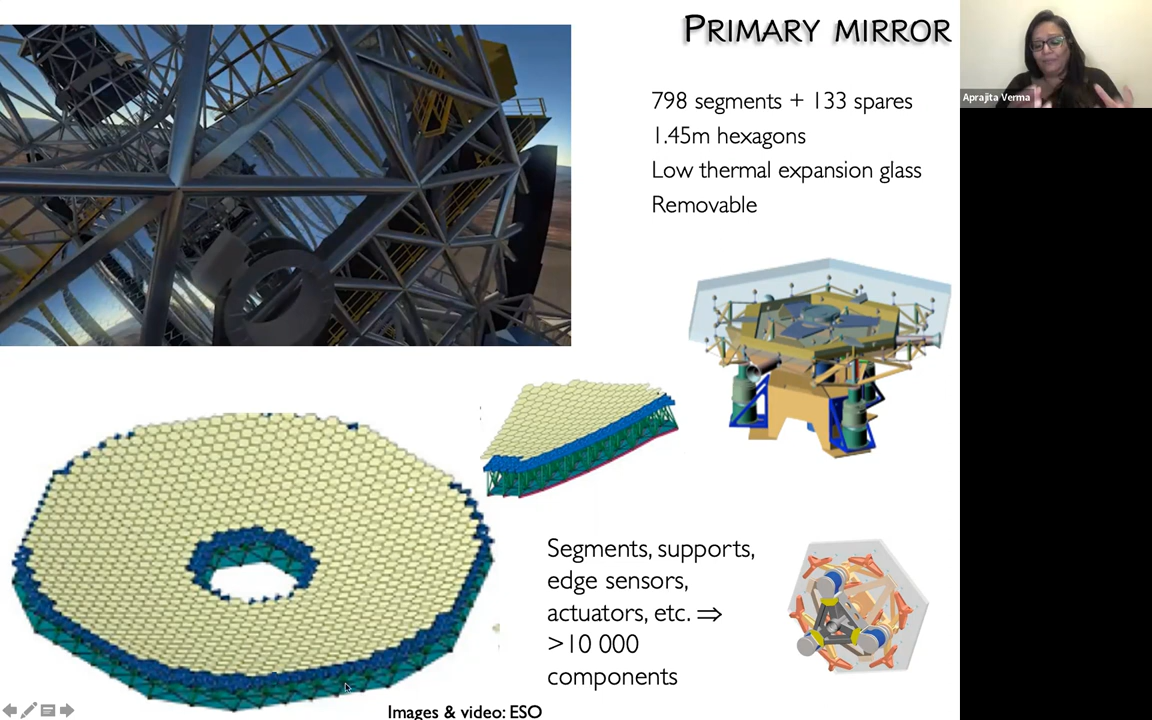 PRIMARY MIRROR
Aprajita Verma
798 segments + 133 spares
1.45m hexagons
Low thermal expansion glass
Removable
Segments, supports,
edge sensors,
actuators, etc. ⇒
>10 000
components
Images & video: ESO